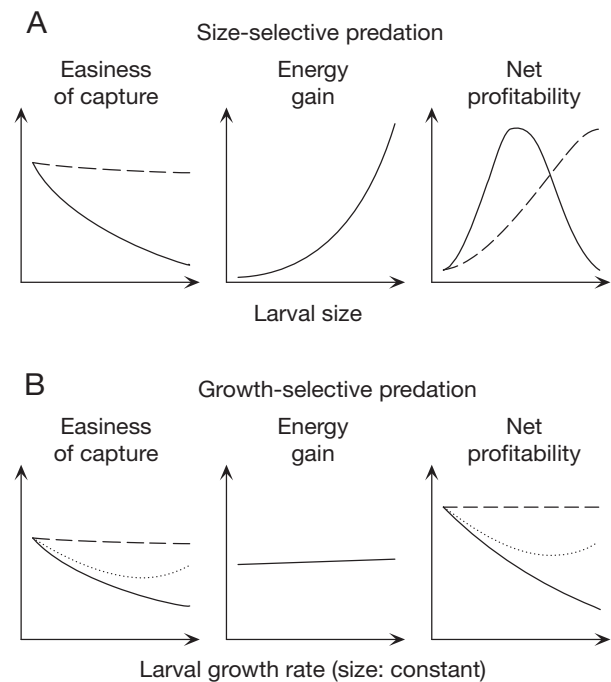 A
Size-selective predation
Easiness
of capture
Energy
gain
Net
profitability
Larval size
B
Growth-selective predation
Easiness
of capture
Energy
gain
Net
profitability
Larval growth rate (size: constant)